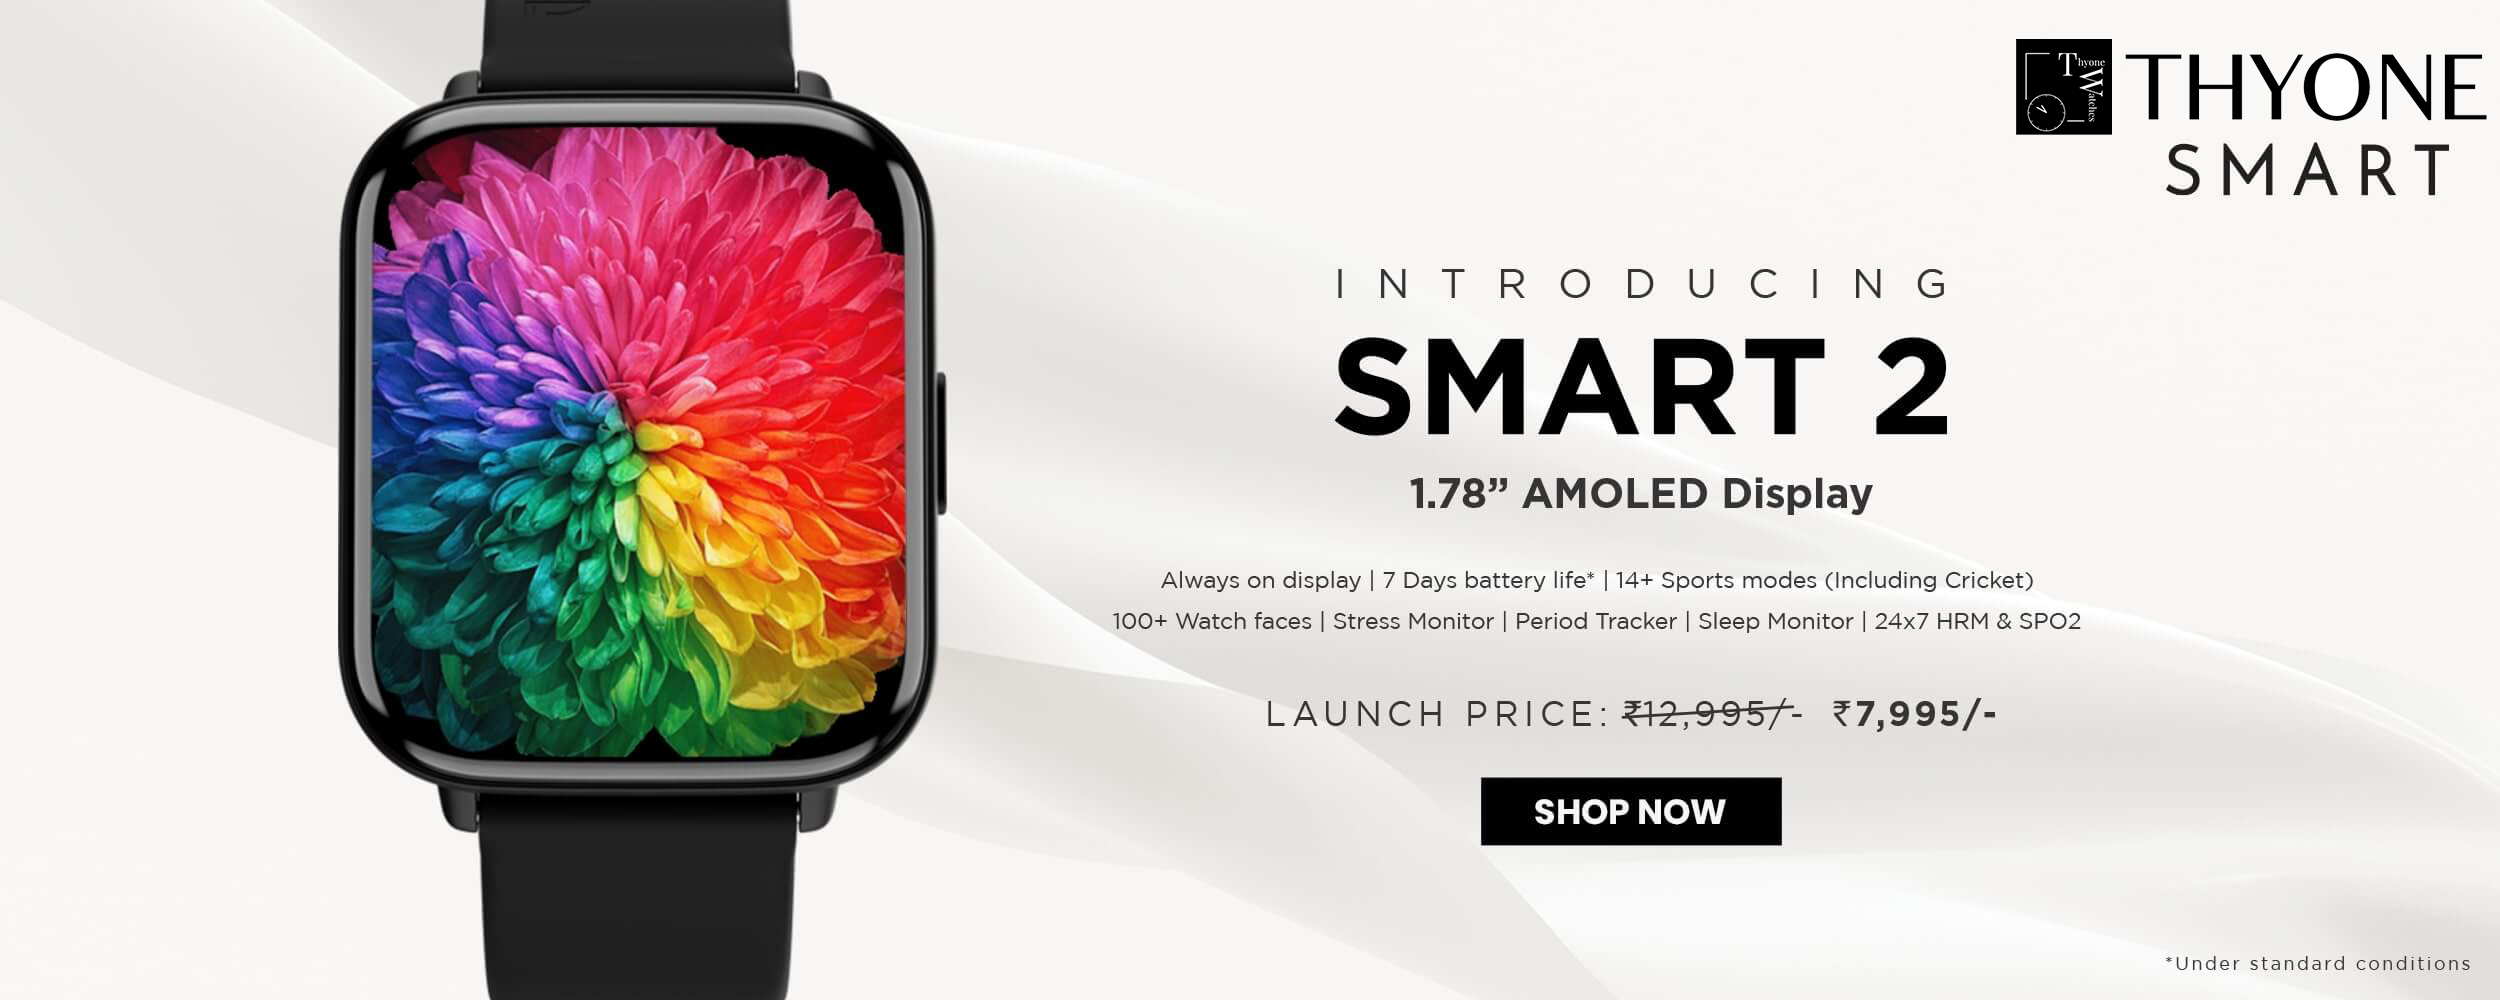 Thyone
Watches
THYONE
SMART
INTRODUCING
SMART 2
1.78” AMOLED Display
Always on display | 7 Days battery life* | 14+ Sports modes (Including Cricket)
100+ Watch faces | Stress Monitor | Period Tracker | Sleep Monitor | 24x7 HRM & SPO2
LAUNCH PRICE: ₹12,995/- ₹7,995/-
SHOP NOW
*Under standard conditions